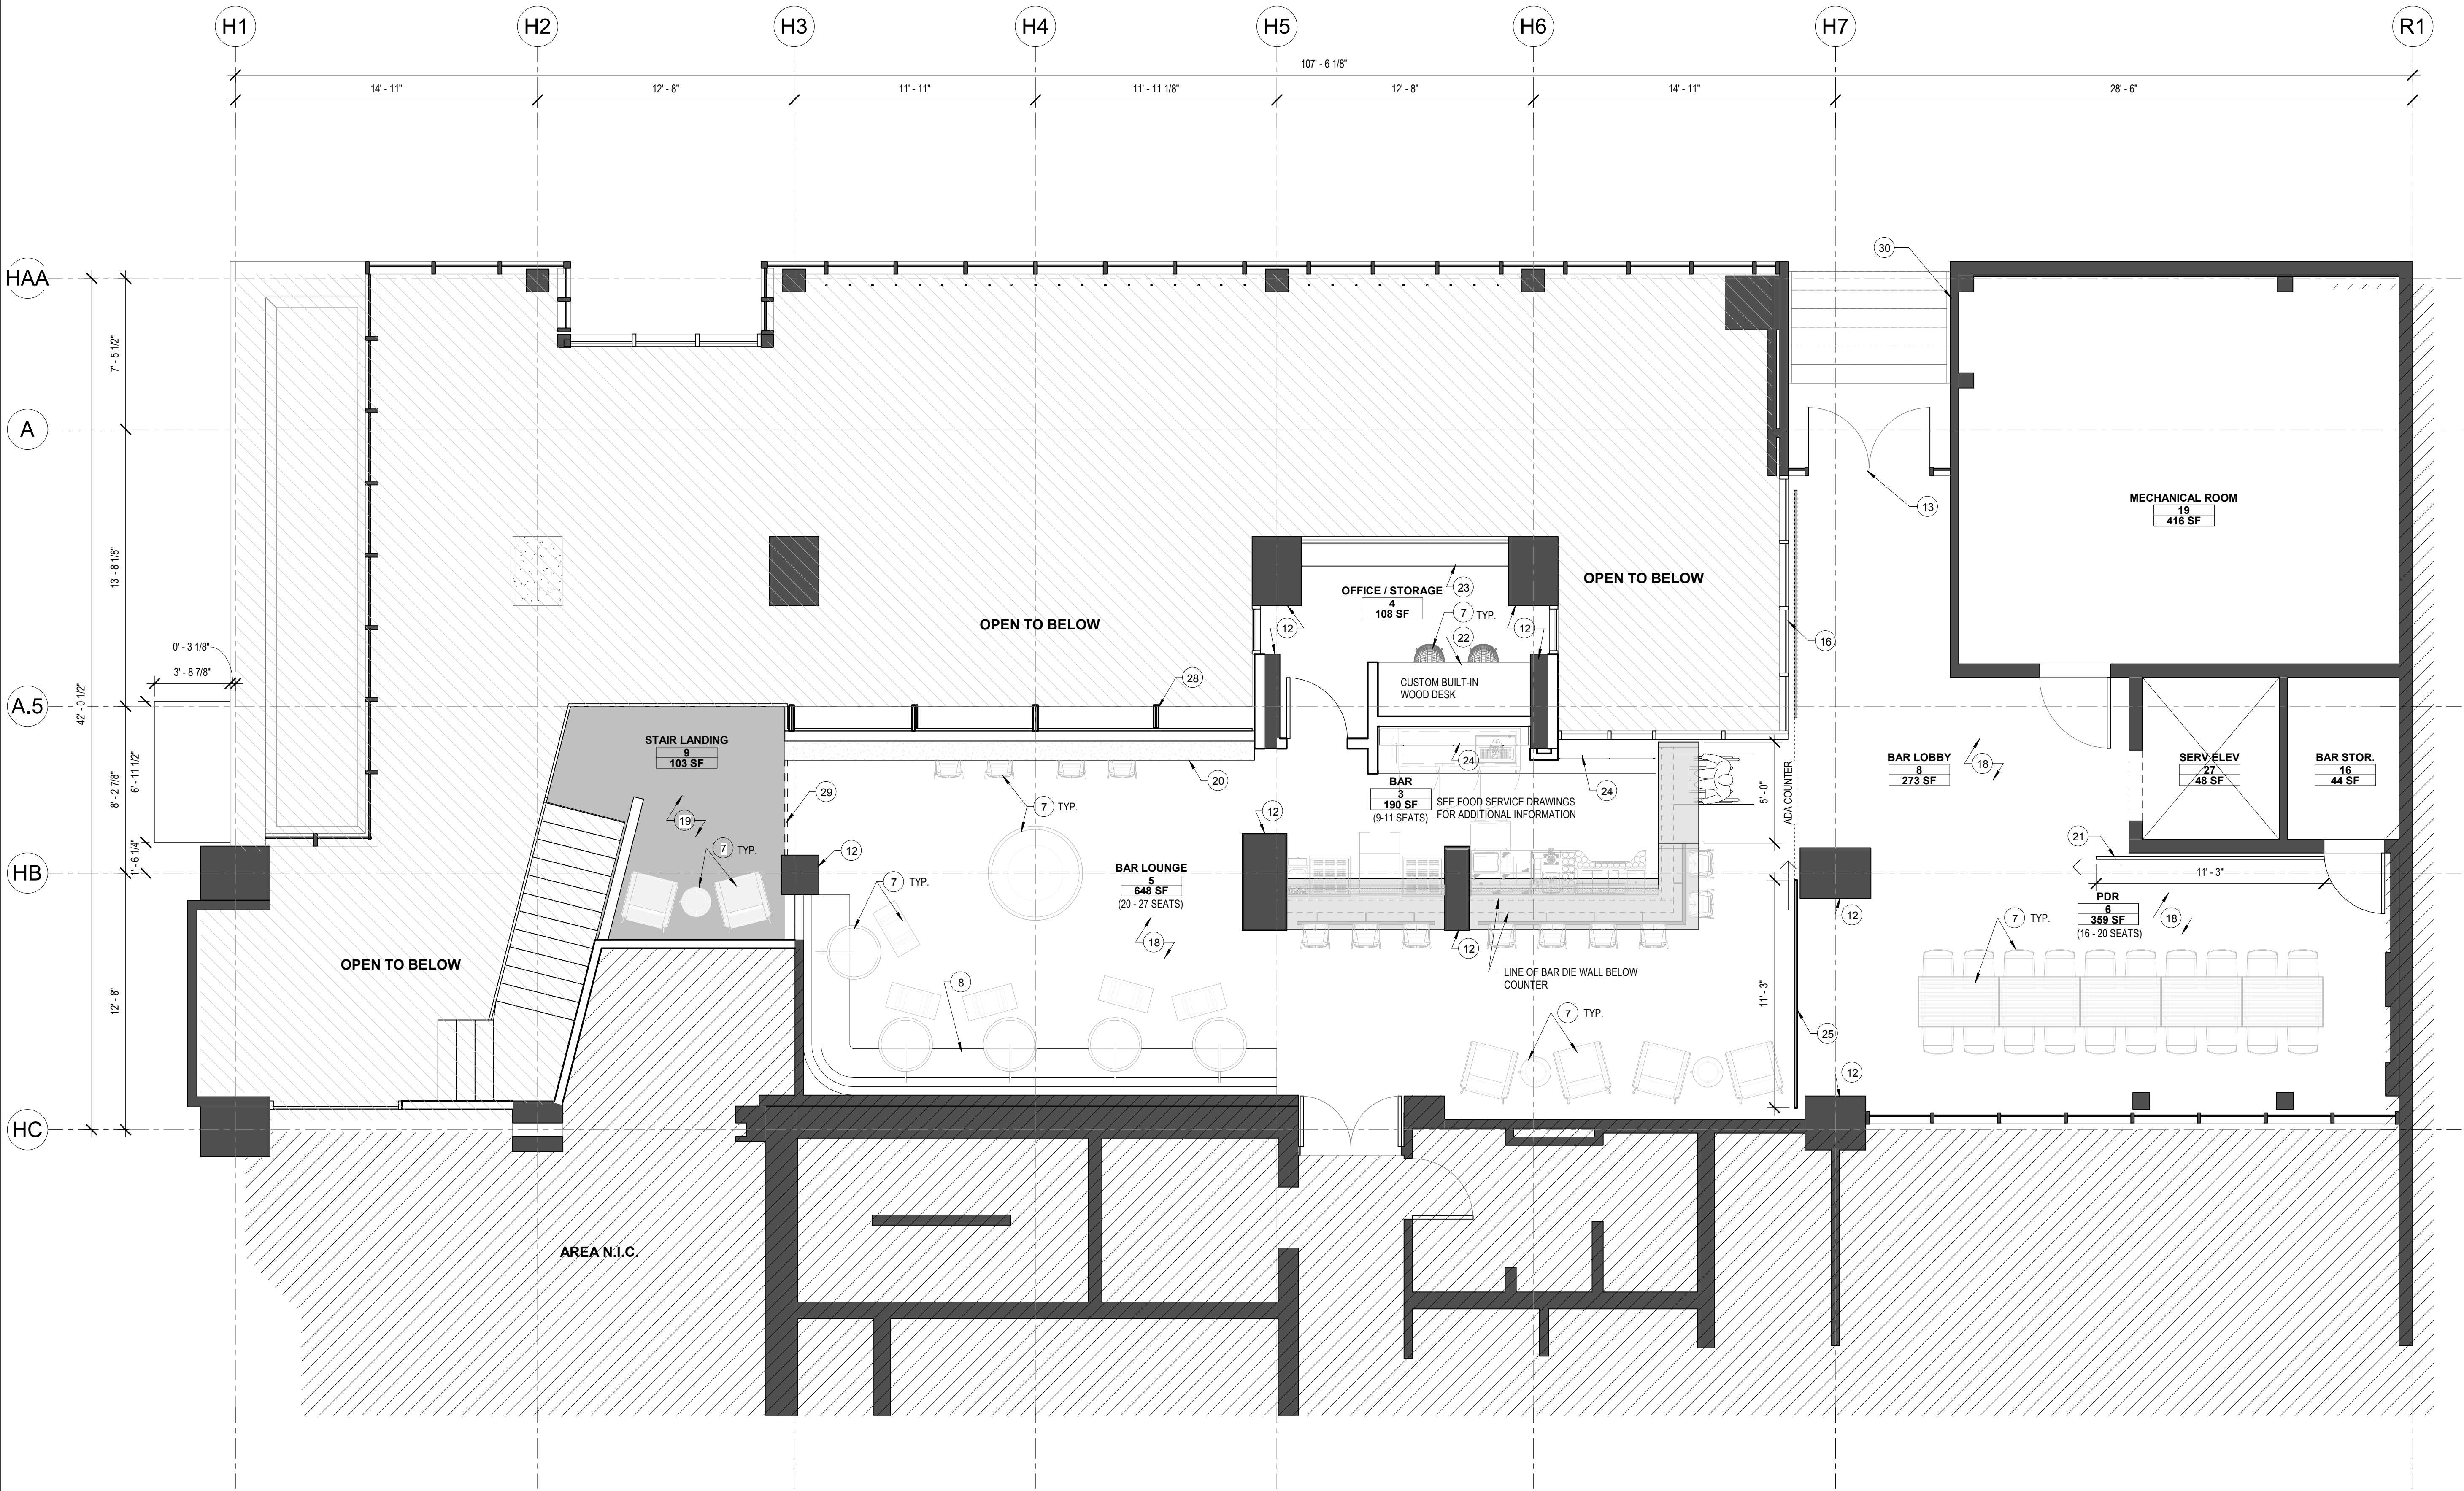 H1
H2
H3
H4
H5
H6
H7
R1
107' - 6 1/8"
14' - 11"
12' - 8"
11' - 11"
11' - 11 1/8"
12' - 8"
14' - 11"
28' - 6"
HAA
A
A.5
HB
HC
7' - 5 1/2"
13' - 8 1/8"
42' - 0 1/2"
8' - 2 7/8"
6' - 11 1/2"
1' - 6 1/4"
12' - 8"
0' - 3 1/8"
3' - 8 7/8"
30
13
MECHANICAL ROOM
19
416 SF
OPEN TO BELOW
OPEN TO BELOW
OPEN TO BELOW
OFFICE / STORAGE
4
108 SF
23
7 TYP.
22
12
12
16
CUSTOM BUILT-IN
WOOD DESK
28
STAIR LANDING
9
103 SF
19
7 TYP.
29
12
20
7 TYP.
24
24
BAR
3
190 SF
(9-11 SEATS)
SEE FOOD SERVICE DRAWINGS
FOR ADDITIONAL INFORMATION
12
5' - 0"
ADA COUNTER
BAR LOBBY
8
273 SF
18
SERV ELEV
27
48 SF
BAR STOR.
16
44 SF
21
11' - 3"
BAR LOUNGE
5
648 SF
(20 - 27 SEATS)
18
7 TYP.
8
12
LINE OF BAR DIE WALL BELOW
COUNTER
7 TYP.
11' - 3"
25
12
12
PDR
6
359 SF
(16 - 20 SEATS)
18
7 TYP.
AREA N.I.C.